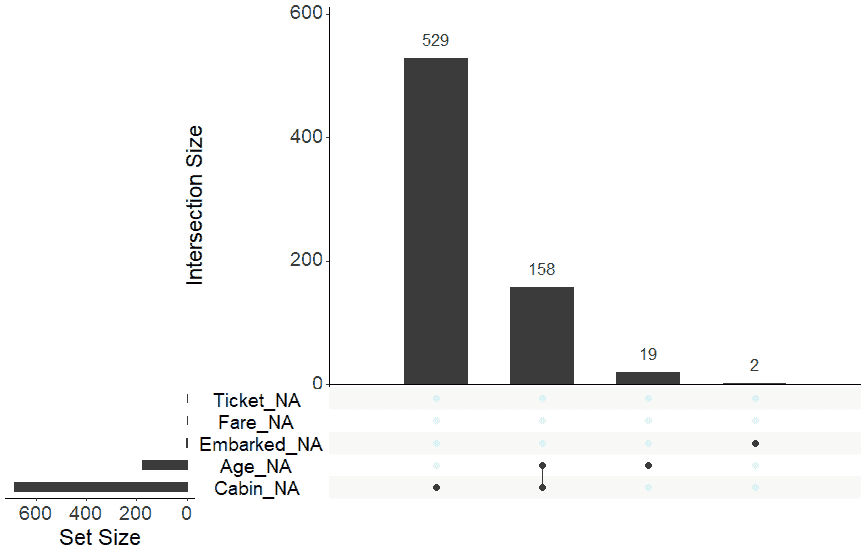 600
529
400
Intersection Size
200
158
19
2
0
Ticket_NA
Fare_NA
Embarked_NA
Age_NA
Cabin_NA
600 400 200 0
Set Size